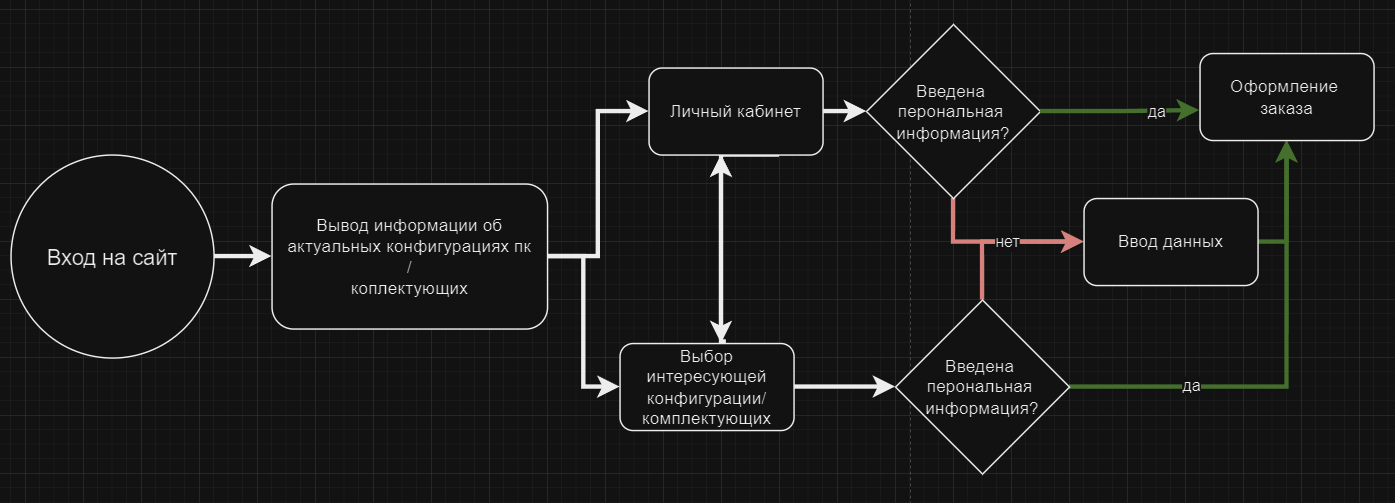 Вход на сайт
Вывод информации об
актуальных конфигурациях пк
/
коплектующих
Личный кабинет
Выбор
интересующей
конфигурации/
комплектующих
Введена
перональная
информация?
да
Оформление
заказа
нет
Ввод данных
Введена
перональная
информация?
да